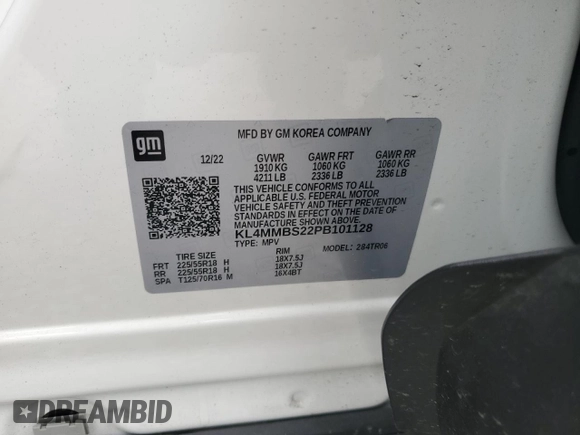 gm
MFD BY GM KOREA COMPANY
12/22 GVWR GAWR FRT GAWR RR
1910 KG 1060 KG 1060 KG
4211 LB 2336 LB 2336 LB
THIS VEHICLE CONFORMS TO ALL
APPLICABLE U.S. FEDERAL MOTOR
VEHICLE SAFETY, BUMPER, AND THEFT
PREVENTION STANDARDS IN EFFECT ON THE
DATE OF MANUFACTURE SHOWN ABOVE.
KL4MMBS22PB101128
TYPE: MPV MODEL: 284TR06
TIRE SIZE RIM
FRT 225/55R18 H 18X7.5J
RR 225/55R18 H 18X7.5J
SPA T125/70R16 M 16X4BT
DREAMBID